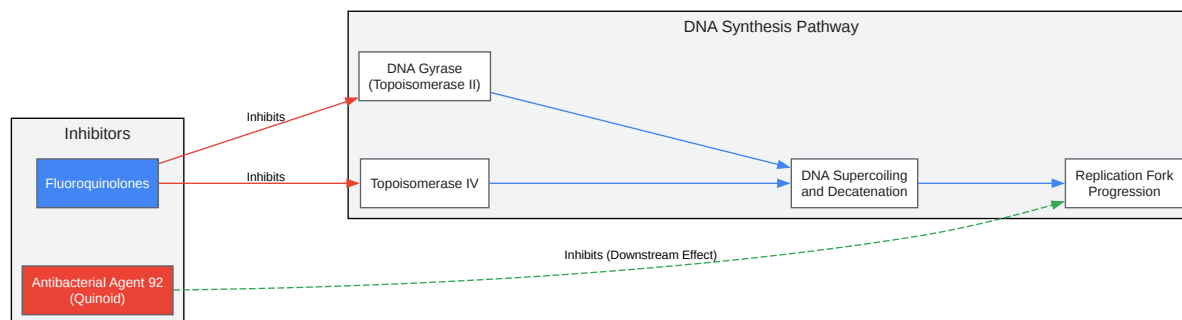 DNA Synthesis Pathway
DNA Gyrase
(Topoisomerase II)
Inhibits
Inhibitors
Fluoroquinolones
Inhibits
Topoisomerase IV
DNA Supercoiling
and Decatenation
Replication Fork
Progression
Inhibits (Downstream Effect)
Antibacterial Agent 92
(Quinoid)